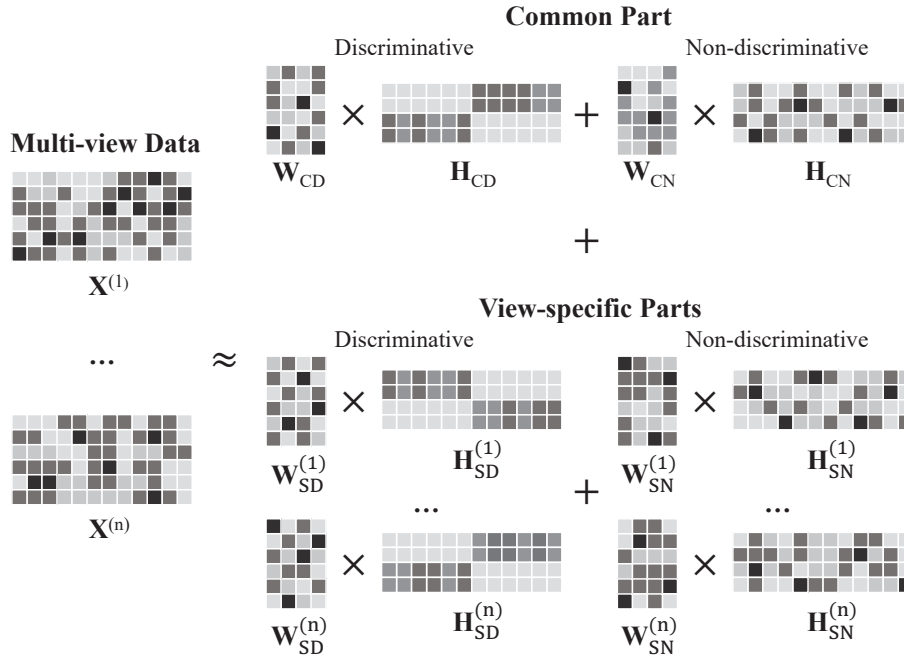 Common Part
Discriminative Non-discriminative
× + ×
W_CD H_CD W_CN H_CN
Multi-view Data
X^(1)
+
View-specific Parts
Discriminative Non-discriminative
... ≈
× + ×
W_SD^(1) H_SD^(1) W_SN^(1) H_SN^(1)
... ...
X^(n)
× ×
W_SD^(n) H_SD^(n) W_SN^(n) H_SN^(n)